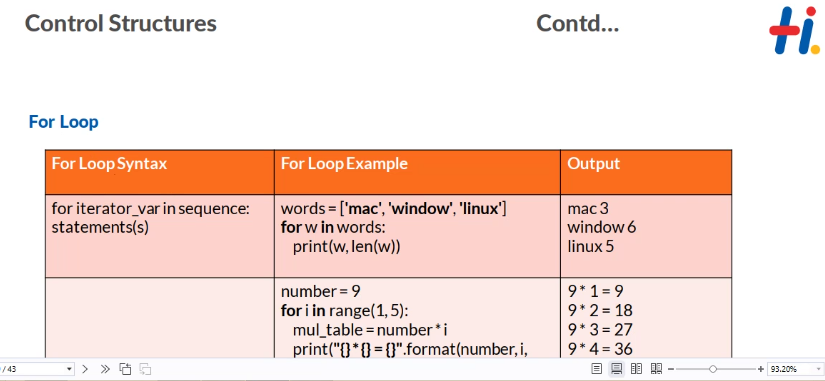 Control Structures
Contd...
Hi.
For Loop
For Loop Syntax
For Loop Example
Output
for iterator_var in sequence:
statements(s)
words = ['mac', 'window', 'linux']
for w in words:
print(w, len(w))
mac 3
window 6
linux 5
number = 9
for i in range(1, 5):
mul_table = number * i
print("{} * {} = {}".format(number, i,
9 * 1 = 9
9 * 2 = 18
9 * 3 = 27
9 * 4 = 36
/ 43
93.20%